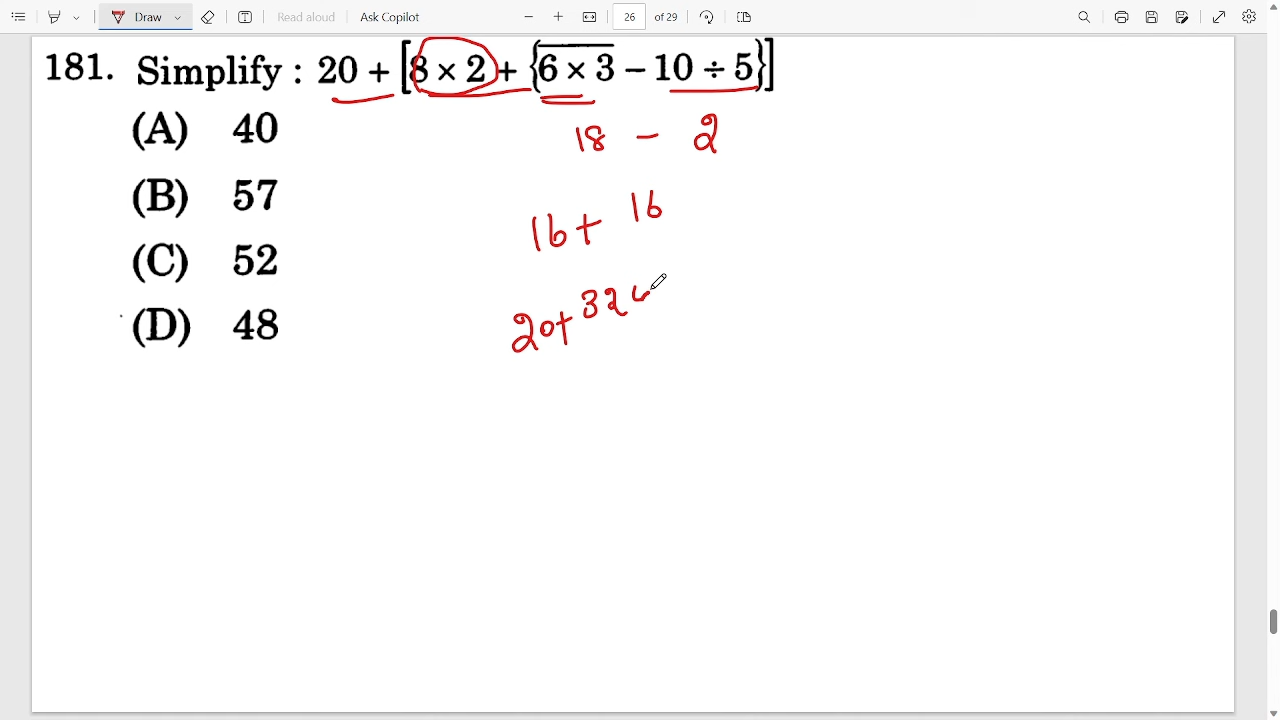 Draw
Read aloud
Ask Copilot
26
of 29
181. Simplify : 20 + [8 × 2 + {6 × 3 − 10 ÷ 5}]
18 − 2
(A) 40
(B) 57
16 + 16
(C) 52
20+ 32
(D) 48